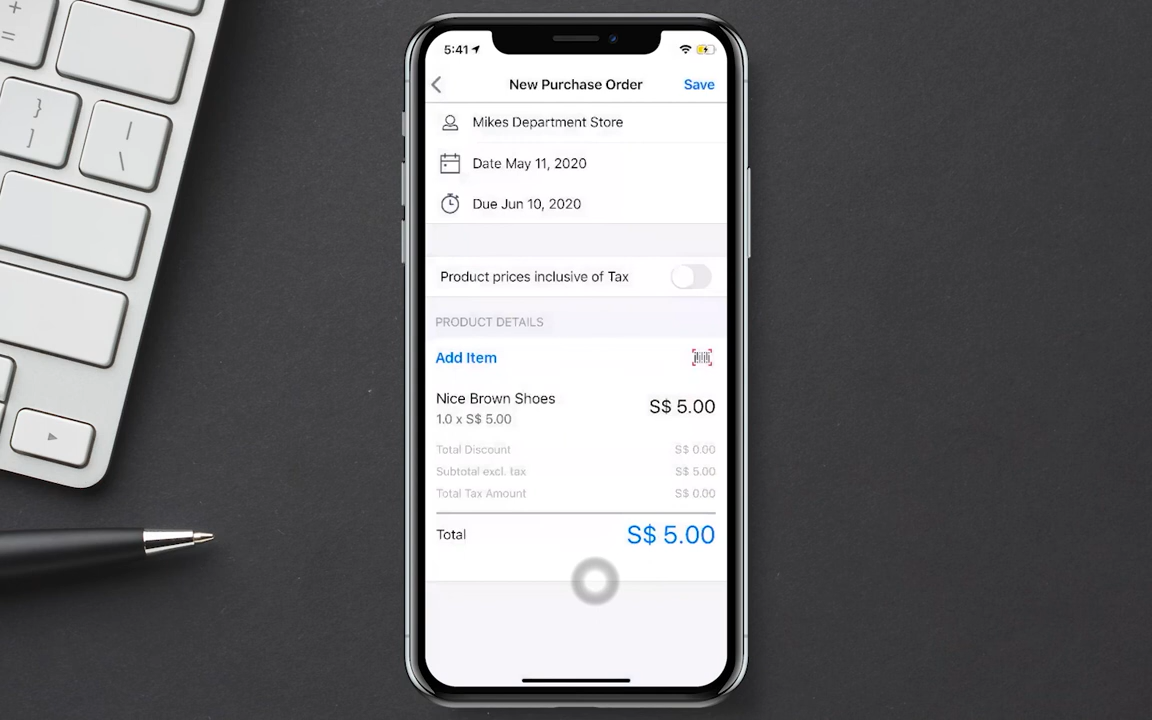 5:41
New Purchase Order Save
Mikes Department Store
Date May 11, 2020
Due Jun 10, 2020
Product prices inclusive of Tax
PRODUCT DETAILS
Add Item
Nice Brown Shoes S$ 5.00
1.0 x S$ 5.00
Total Discount S$ 0.00
Subtotal excl. tax S$ 5.00
Total Tax Amount S$ 0.00
Total S$ 5.00
+
=
}
]
|
\